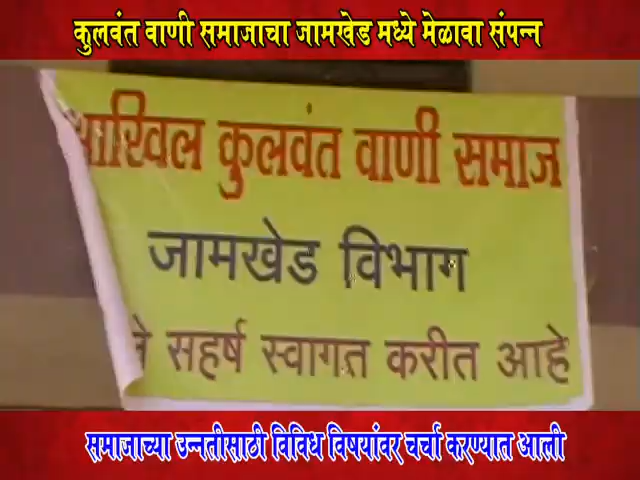 कुलवंत वाणी समाजाचा जामखेड मध्ये मेळावा संपन्न
आखिल कुलवंत वाणी समाज
जामखेड विभाग
सहर्ष स्वागत करीत आहे
समाजाच्या उन्नतीसाठी विविध विषयांवर चर्चा करण्यात आली